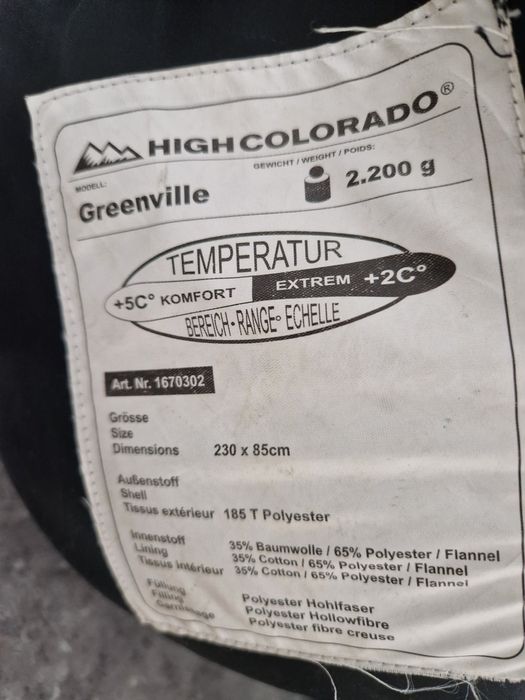 HIGHCOLORADO®
GEWICHT / WEIGHT / POIDS:
2.200 g
MODELL:
Greenville
TEMPERATUR
+5C° KOMFORT EXTREM +2C°
BEREICH·RANGE° ECHELLE
Art. Nr. 1670302
Grösse
Size
Dimensions 230 x 85cm
Außenstoff
Shell
Tissus extérieur 185 T Polyester
Innenstoff 35% Baumwolle / 65% Polyester / Flannel
Lining 35% Cotton / 65% Polyester / Flannel
Tissus intérieur 35% Cotton / 65% Polyester / Flannel
Füllung Polyester Hohlfaser
Filling Polyester Hollowfibre
Garnissage Polyester fibre creuse